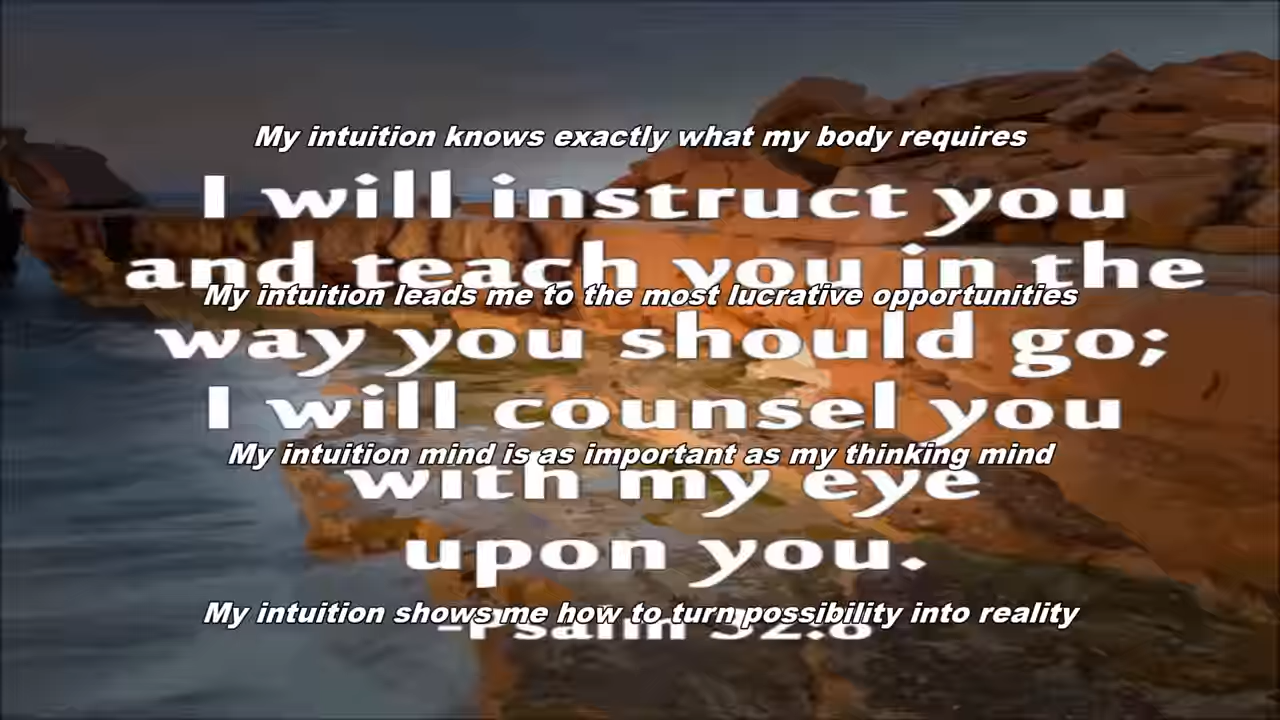 My intuition knows exactly what my body requires
I will instruct you
and teach you in the
My intuition leads me to the most lucrative opportunities
way you should go;
I will counsel you
My intuition mind is as important as my thinking mind
with my eye
upon you.
My intuition shows me how to turn possibility into reality
-Psalm 32:8